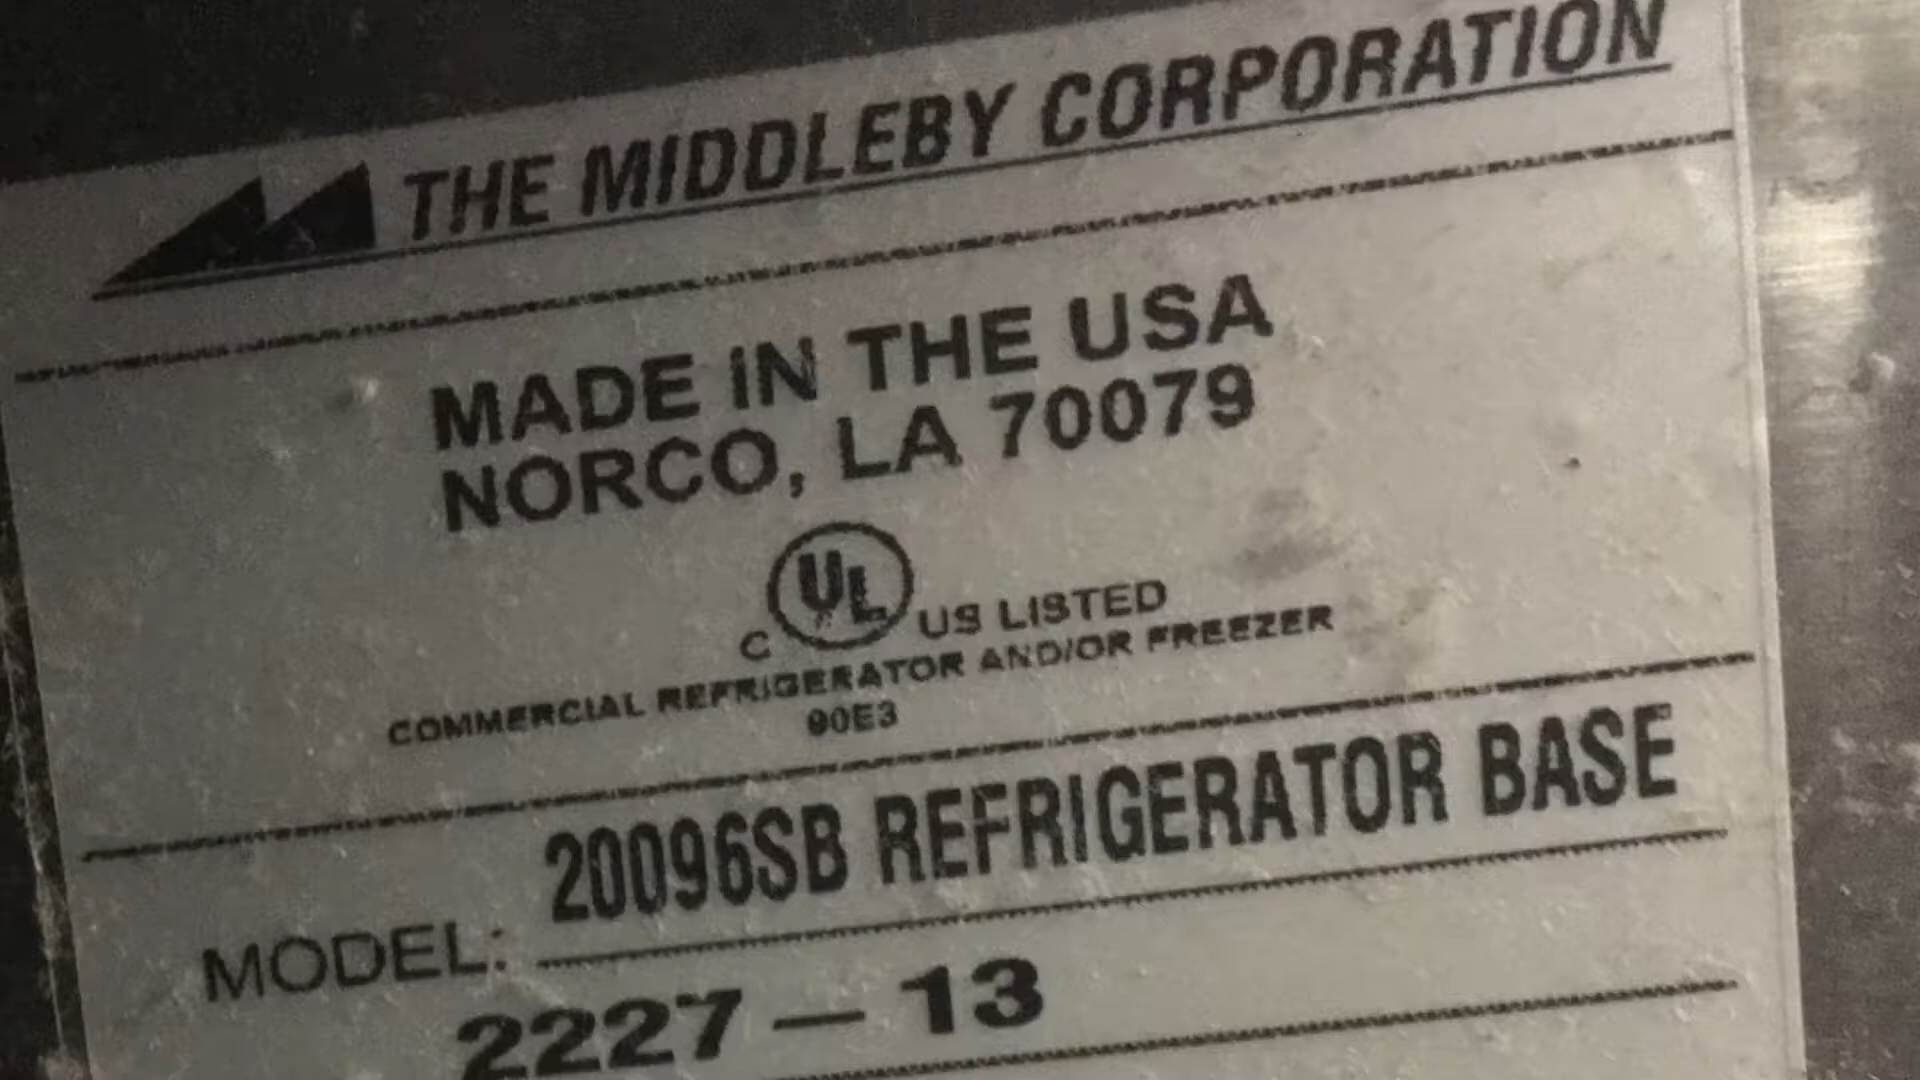 THE MIDDLEBY CORPORATION
MADE IN THE USA
NORCO, LA 70079
C UL US LISTED
COMMERCIAL REFRIGERATOR AND/OR FREEZER
90E3
MODEL: 20096SB REFRIGERATOR BASE
2227-13